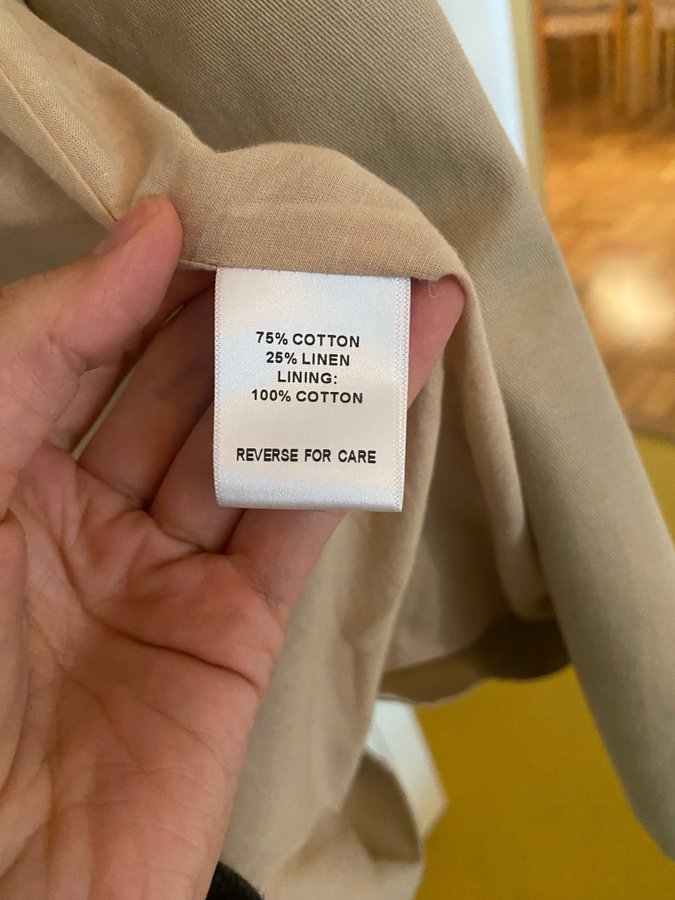 75% COTTON
25% LINEN
LINING:
100% COTTON
REVERSE FOR CARE